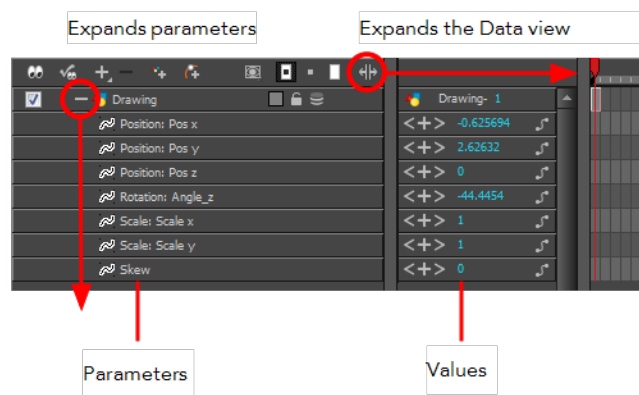 Expands parameters
Expands the Data view
Drawing
Drawing- 1
Position: Pos x
-0.625694
Position: Pos y
2.62632
Position: Pos z
0
Rotation: Angle_z
-44.4454
Scale: Scale x
1
Scale: Scale y
1
Skew
0
Parameters
Values